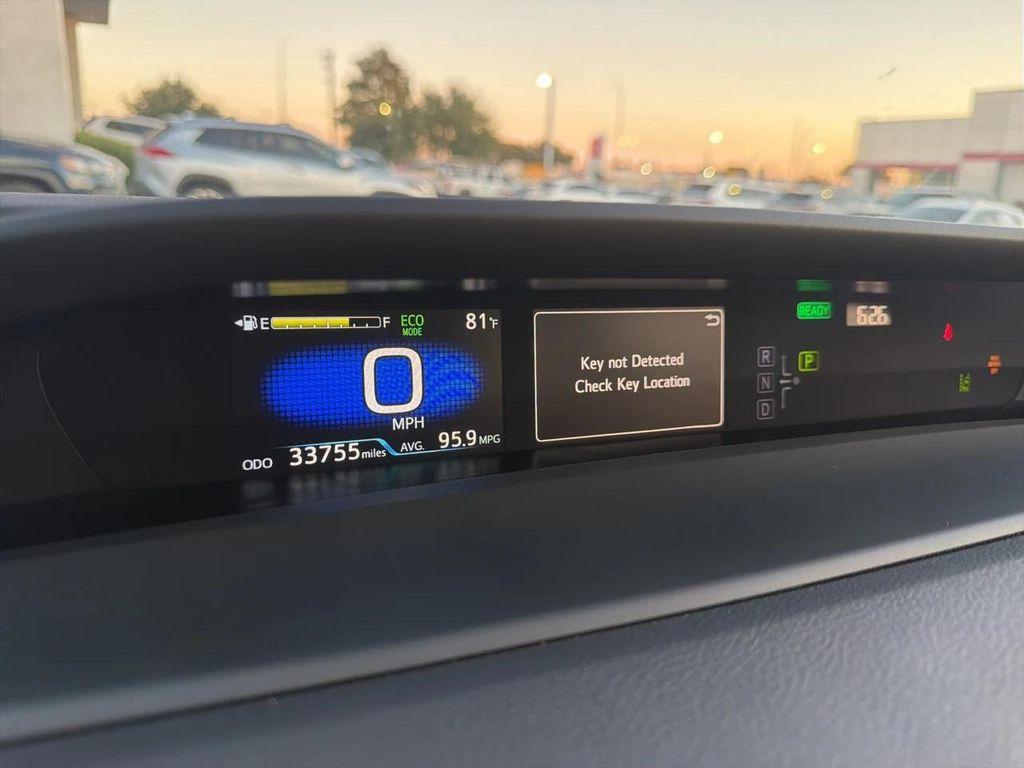 E F ECO MODE 81°F
0
MPH
ODO 33755 miles AVG. 95.9 MPG
Key not Detected
Check Key Location
READY 6:26
R P
N
D